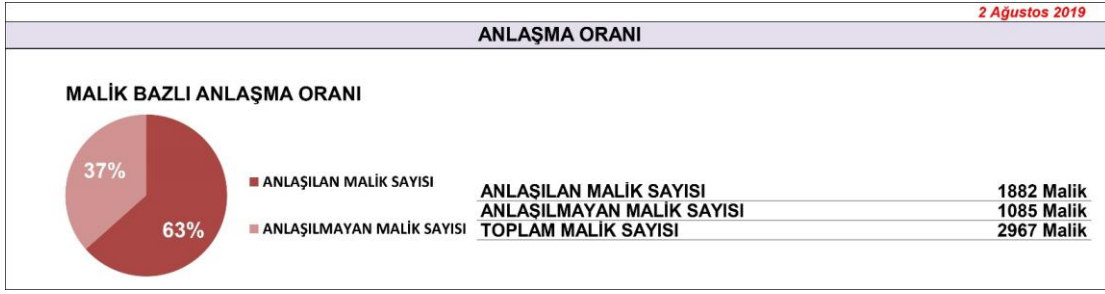 2 Ağustos 2019
ANLAŞMA ORANI
MALİK BAZLI ANLAŞMA ORANI
37%
63%
ANLAŞILAN MALİK SAYISI
ANLAŞILMAYAN MALİK SAYISI
ANLAŞILAN MALİK SAYISI 1882 Malik
ANLAŞILMAYAN MALİK SAYISI 1085 Malik
TOPLAM MALİK SAYISI 2967 Malik